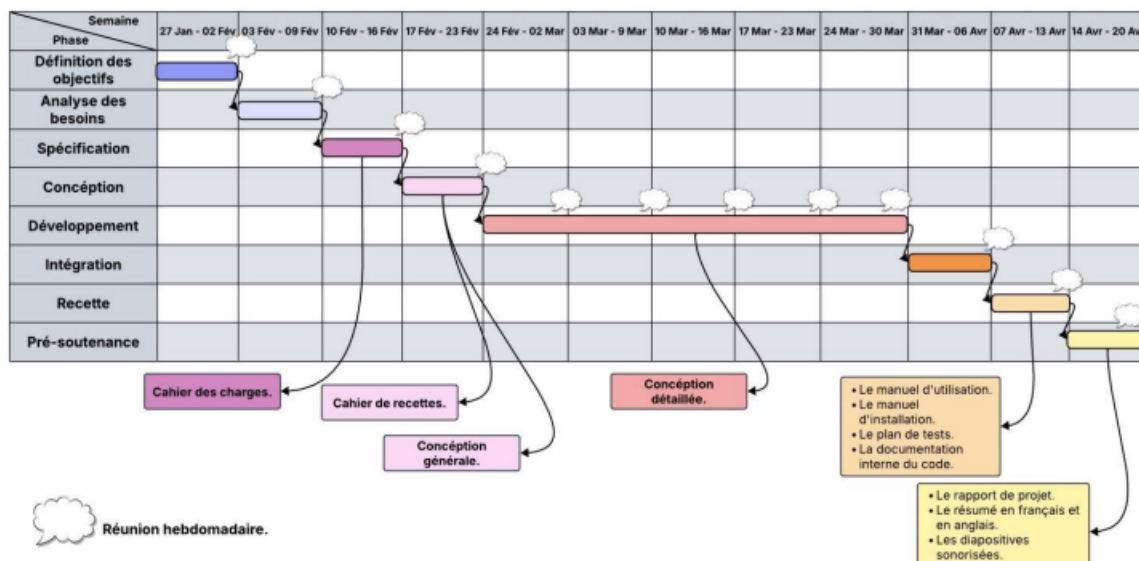 Semaine
Phase
27 Jan - 02 Fév
03 Fév - 09 Fév
10 Fév - 16 Fév
17 Fév - 23 Fév
24 Fév - 02 Mar
03 Mar - 9 Mar
10 Mar - 16 Mar
17 Mar - 23 Mar
24 Mar - 30 Mar
31 Mar - 06 Avr
07 Avr - 13 Avr
14 Avr - 20 Av
Définition des
objectifs
Analyse des
besoins
Spécification
Concéption
Développement
Intégration
Recette
Pré-soutenance
Cahier des charges.
Cahier de recettes.
Concéption
générale.
Concéption
détaillée.
• Le manuel d'utilisation.
• Le manuel
d'installation.
• Le plan de tests.
• La documentation
interne du code.
• Le rapport de projet.
• Le résumé en français et
en anglais.
• Les diapositives
sonorisées.
Réunion hebdomadaire.